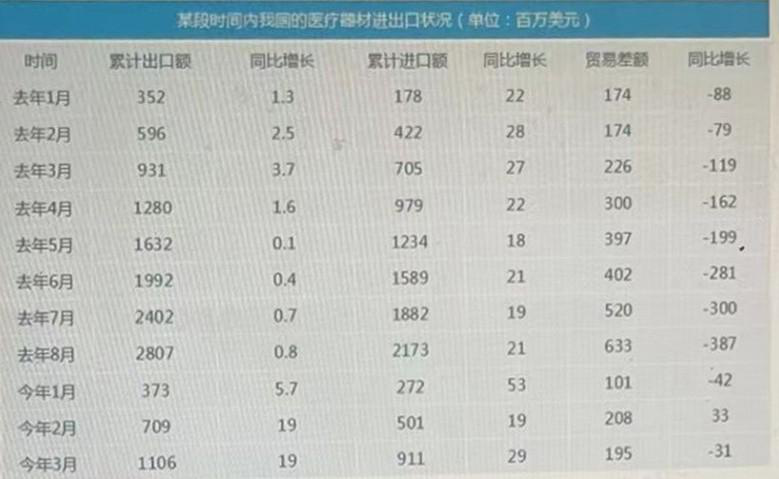 某段时间内我国的医疗器材进出口状况（单位：百万美元）
时间 累计出口额 同比增长 累计进口额 同比增长 贸易差额 同比增长
去年1月 352 1.3 178 22 174 -88
去年2月 596 2.5 422 28 174 -79
去年3月 931 3.7 705 27 226 -119
去年4月 1280 1.6 979 22 300 -162
去年5月 1632 0.1 1234 18 397 -199
去年6月 1992 0.4 1589 21 402 -281
去年7月 2402 0.7 1882 19 520 -300
去年8月 2807 0.8 2173 21 633 -387
今年1月 373 5.7 272 53 101 -42
今年2月 709 19 501 19 208 33
今年3月 1106 19 911 29 195 -31